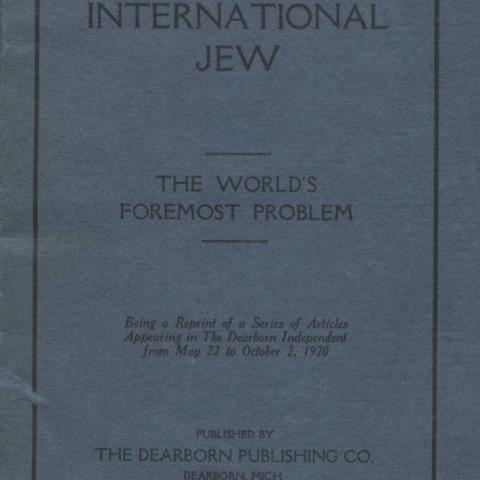 INTERNATIONAL
JEW
THE WORLD'S
FOREMOST PROBLEM
Being a Reprint of a Series of Articles
Appearing in The Dearborn Independent
from May 22 to October 2, 1920
PUBLISHED BY
THE DEARBORN PUBLISHING CO.
DEARBORN, MICH.